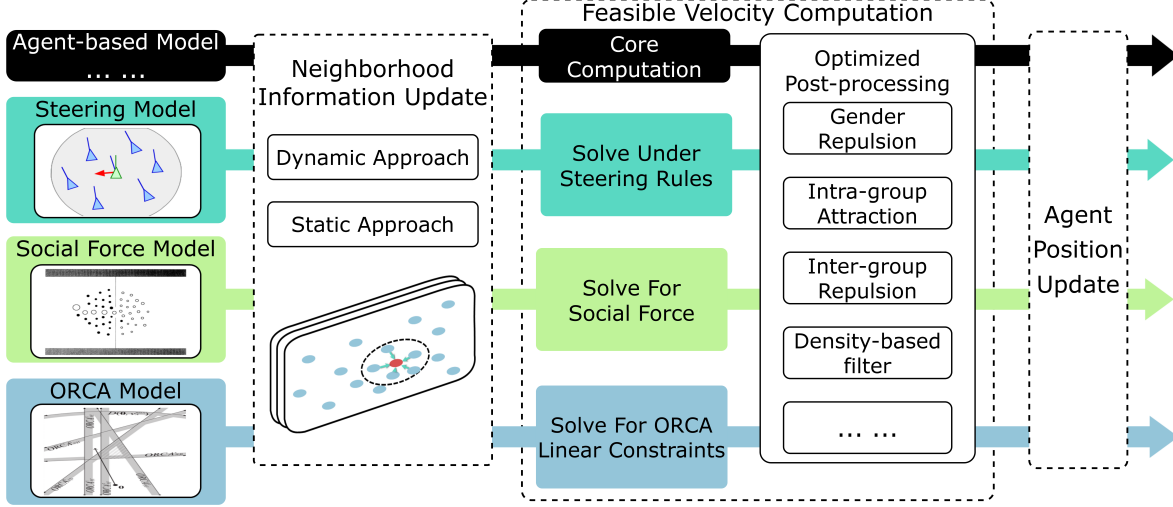 Agent-based Model
... ...
Steering Model
Social Force Model
ORCA Model
ORCA
ORCA
Neighborhood
Information Update
Dynamic Approach
Static Approach
Feasible Velocity Computation
Core
Computation
Solve Under
Steering Rules
Solve For
Social Force
Solve For ORCA
Linear Constraints
Optimized
Post-processing
Gender
Repulsion
Intra-group
Attraction
Inter-group
Repulsion
Density-based
filter
... ...
Agent
Position
Update